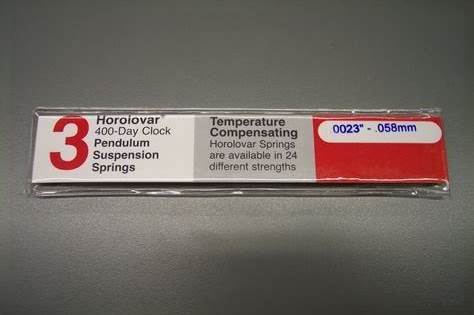 3
Horolovar
400-Day Clock
Pendulum
Suspension
Springs
Temperature
Compensating
Horolovar Springs
are available in 24
different strengths
0023" - .058mm